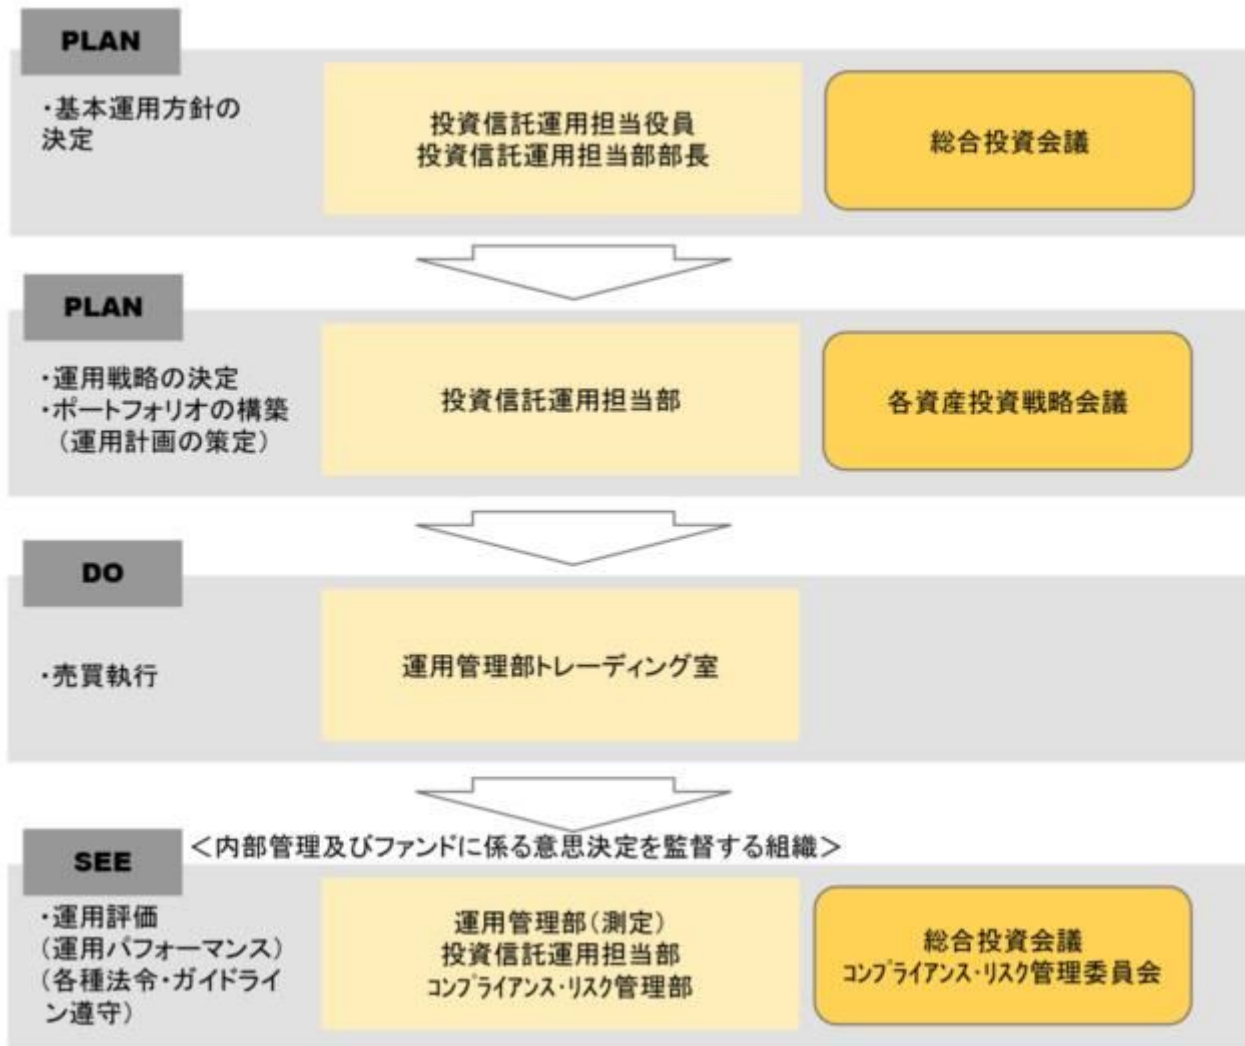 PLAN
・基本運用方針の
決定
投資信託運用担当役員
投資信託運用担当部部長
総合投資会議
PLAN
・運用戦略の決定
・ポートフォリオの構築
（運用計画の策定）
投資信託運用担当部
各資産投資戦略会議
DO
・売買執行
運用管理部トレーディング室
SEE
＜内部管理及びファンドに係る意思決定を監督する組織＞
・運用評価
（運用パフォーマンス）
（各種法令・ガイドライ
ン遵守）
運用管理部（測定）
投資信託運用担当部
ｺﾝﾌﾟﾗｲｱﾝｽ・ﾘｽｸ管理部
総合投資会議
ｺﾝﾌﾟﾗｲｱﾝｽ・ﾘｽｸ管理委員会